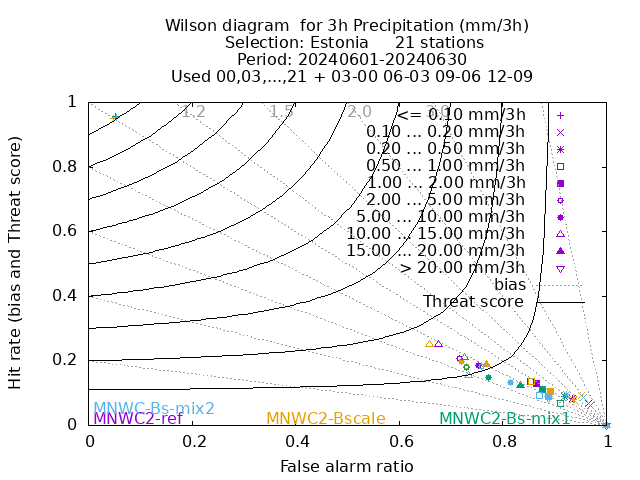 Wilson diagram  for 3h Precipitation (mm/3h)
Selection: Estonia     21 stations
Period: 20240601-20240630
Used 00,03,...,21 + 03-00 06-03 09-06 12-09
Hit rate (bias and Threat score)
1
0.8
0.6
0.4
0.2
0
1.2
1.5
2.0
3.0
<= 0.10 mm/3h
0.10 ... 0.20 mm/3h
0.20 ... 0.50 mm/3h
0.50 ... 1.00 mm/3h
1.00 ... 2.00 mm/3h
2.00 ... 5.00 mm/3h
5.00 ... 10.00 mm/3h
10.00 ... 15.00 mm/3h
15.00 ... 20.00 mm/3h
> 20.00 mm/3h
bias
Threat score
MNWC-Bs-mix2
MNWC2-ref
MNWC2-Bscale
MNWC2-Bs-mix1
0
0.2
0.4
0.6
0.8
1
False alarm ratio